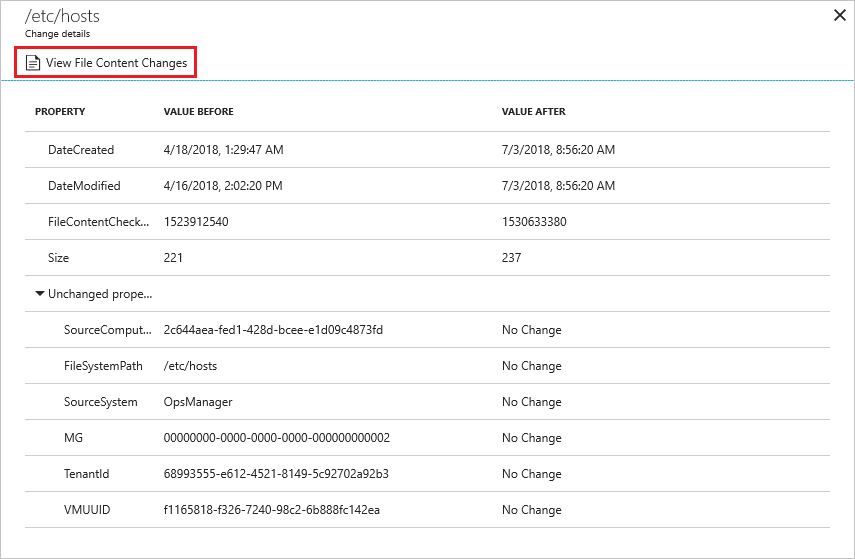 /etc/hosts
Change details
View File Content Changes
PROPERTY VALUE BEFORE VALUE AFTER
DateCreated 4/18/2018, 1:29:47 AM 7/3/2018, 8:56:20 AM
DateModified 4/16/2018, 2:02:20 PM 7/3/2018, 8:56:20 AM
FileContentCheck... 1523912540 1530633380
Size 221 237
Unchanged prope...
SourceComput... 2c644aea-fed1-428d-bcee-e1d09c4873fd No Change
FileSystemPath /etc/hosts No Change
SourceSystem OpsManager No Change
MG 00000000-0000-0000-0000-000000000002 No Change
TenantId 68993555-e612-4521-8149-5c92702a92b3 No Change
VMUUID f1165818-f326-7240-98c2-6b888fc142ea No Change